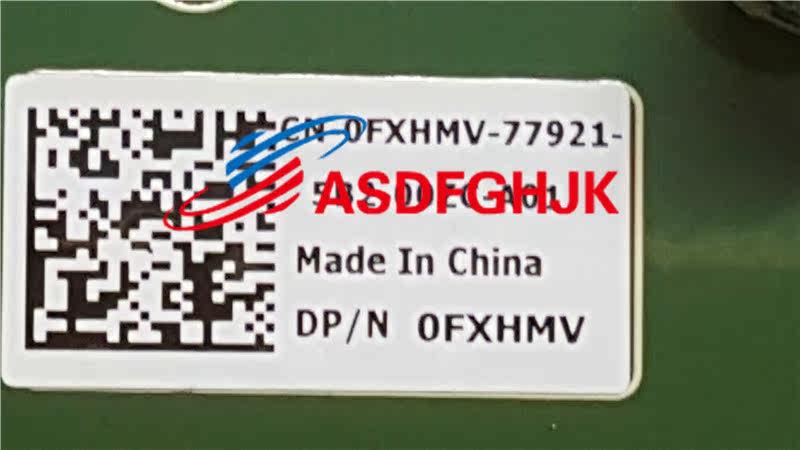 CN-0FXHMV-77921-
ASDFGHJK
Made In China
DP/N 0FXHMV